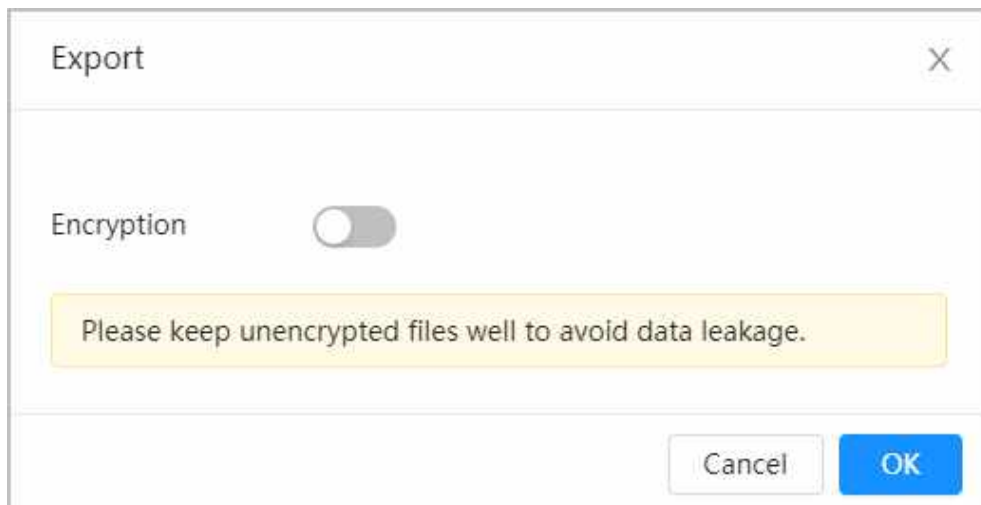 Export
Encryption
Please keep unencrypted files well to avoid data leakage.
Cancel OK